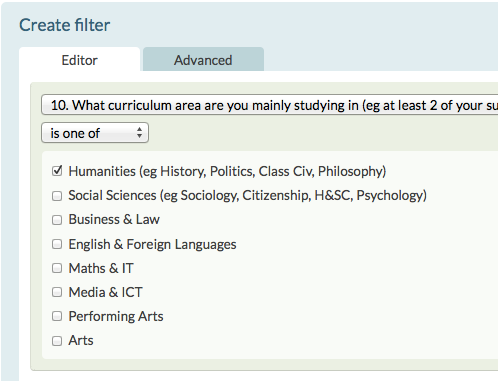 Create filter
Editor Advanced
10. What curriculum area are you mainly studying in (eg at least 2 of your su
is one of
Humanities (eg History, Politics, Class Civ, Philosophy)
Social Sciences (eg Sociology, Citizenship, H&SC, Psychology)
Business & Law
English & Foreign Languages
Maths & IT
Media & ICT
Performing Arts
Arts